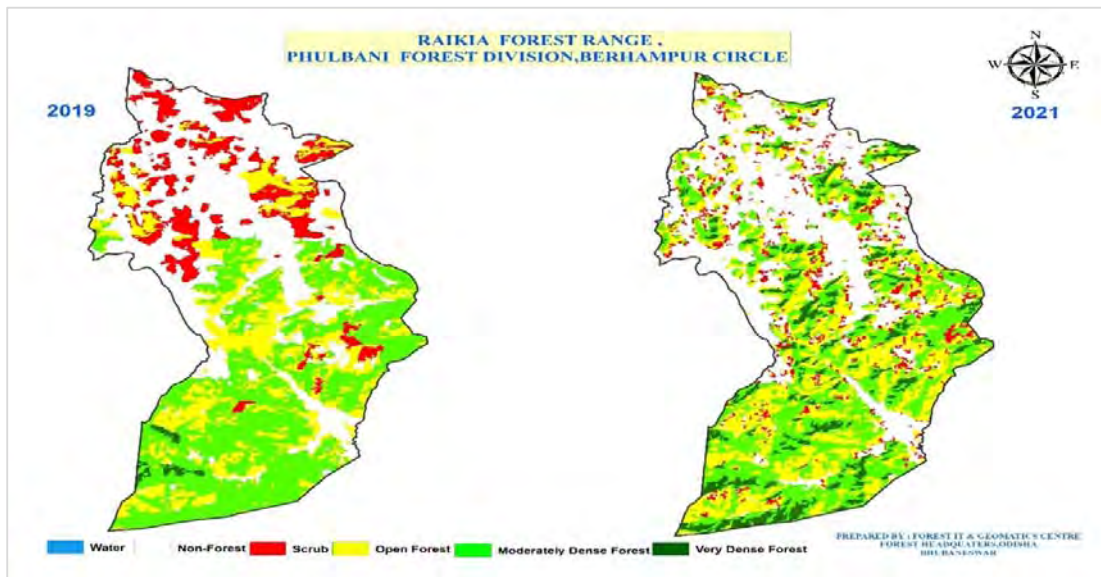 RAIKIA FOREST RANGE ,
PHULBANI FOREST DIVISION,BERHAMPUR CIRCLE
N
W E
S
2019
2021
Water Non-Forest Scrub Open Forest Moderately Dense Forest Very Dense Forest
PREPARED BY : FOREST IT & GEOMATICS CENTRE
FOREST HEADQUATERS,ODISHA
BHUBANESWAR